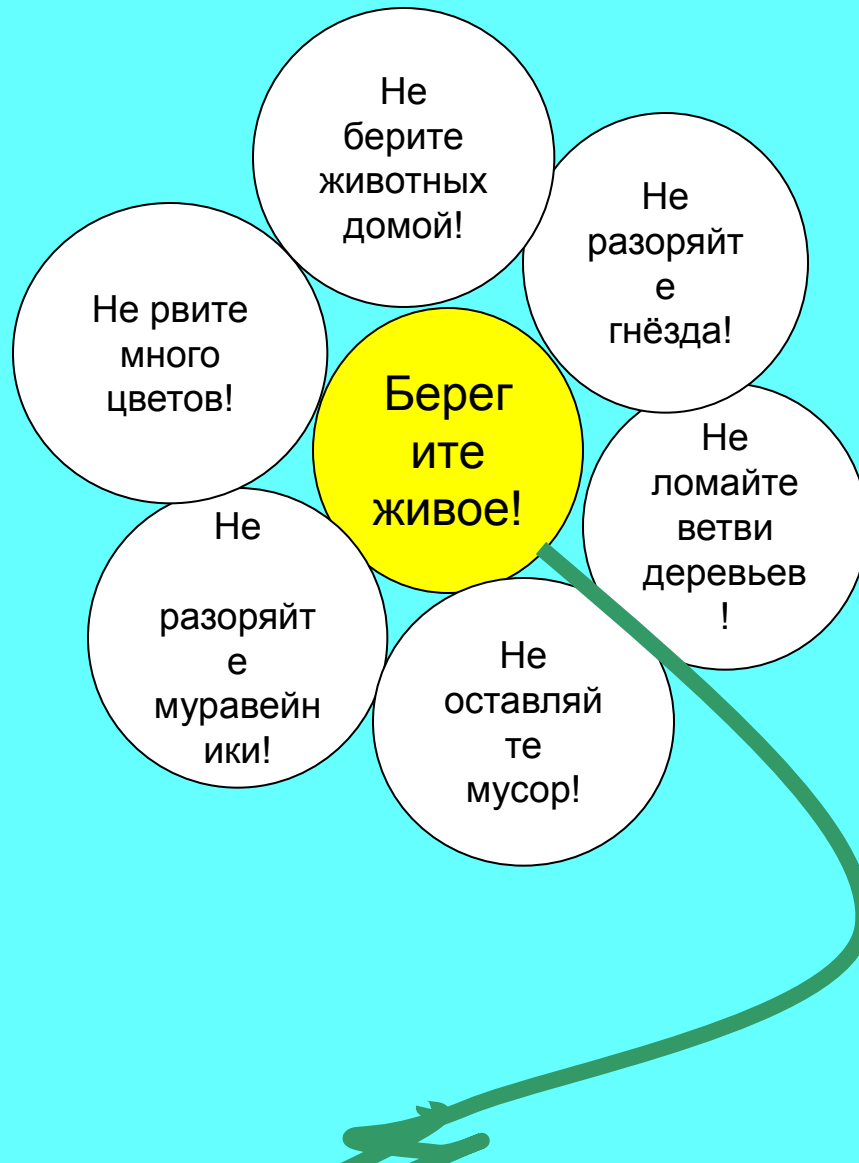 Не
берите
животных
домой!
Не
разоряйт
е
гнёзда!
Не рвите
много
цветов!
Берег
ите
живое!
Не
ломайте
ветви
деревьев
!
Не
разоряйт
е
муравейн
ики!
Не
оставляй
те
мусор!